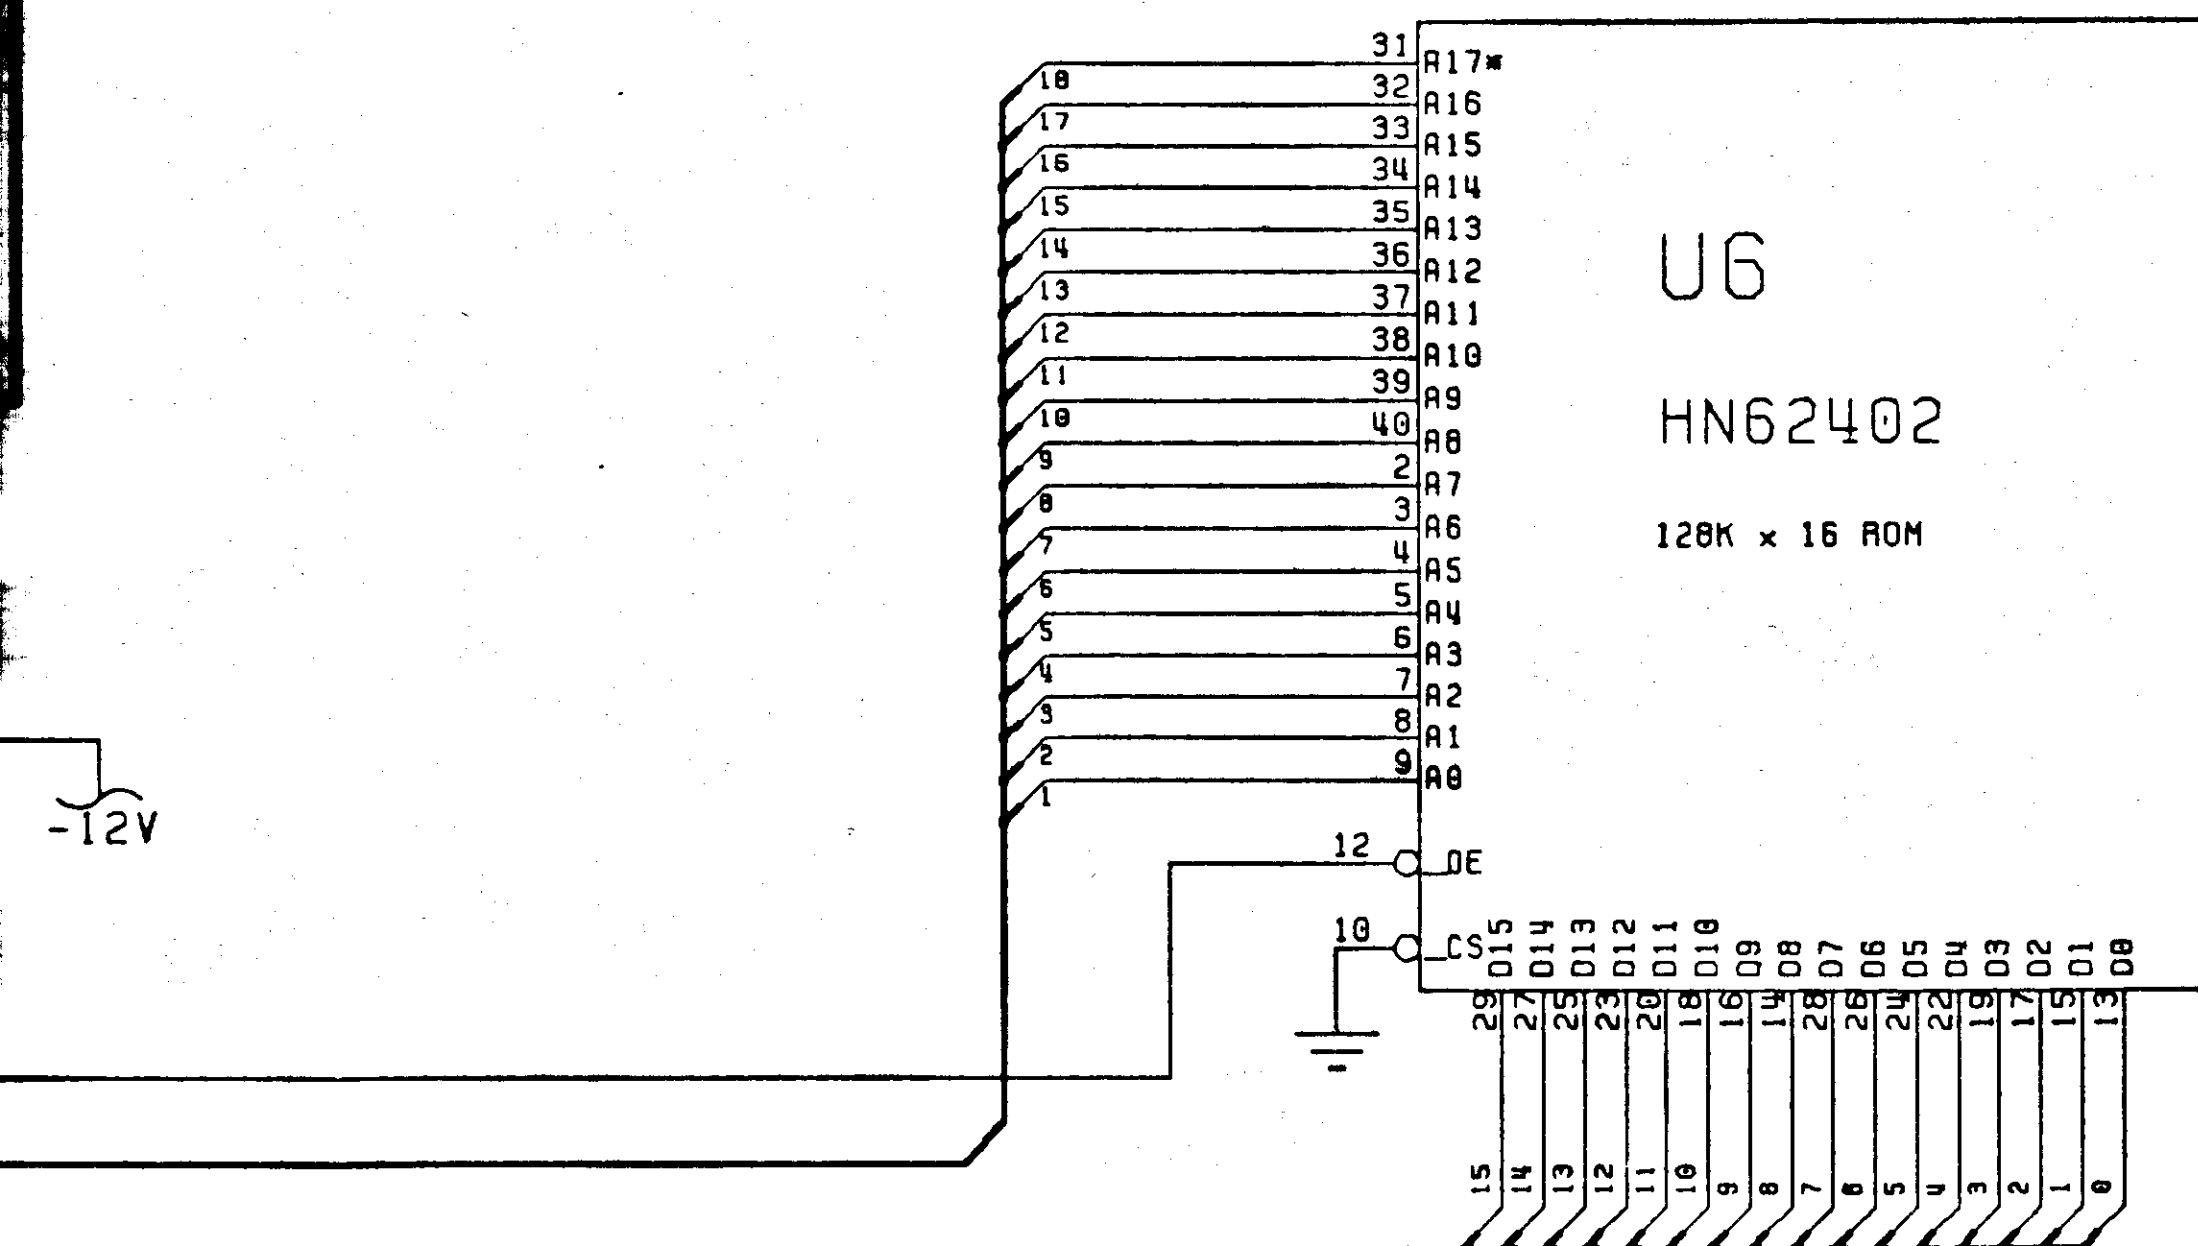 31 A17*
18
32 A16
17
33 A15
16
34 A14
15
35 A13
14
36 A12
13
37 A11
12
38 A10
11
39 A9
10
40 A8
9
2 A7
8
3 A6
7
4 A5
6
5 A4
5
6 A3
4
7 A2
3
8 A1
2
9 A0
1
U6
HN62402
128K x 16 ROM
-12V
12 _OE
10 _CS
D15 D14 D13 D12 D11 D10 D9 D8 D7 D6 D5 D4 D3 D2 D1 D0
29 27 25 23 20 18 16 14 28 26 24 22 19 17 15 13
15 14 13 12 11 10 9 8 7 6 5 4 3 2 1 0